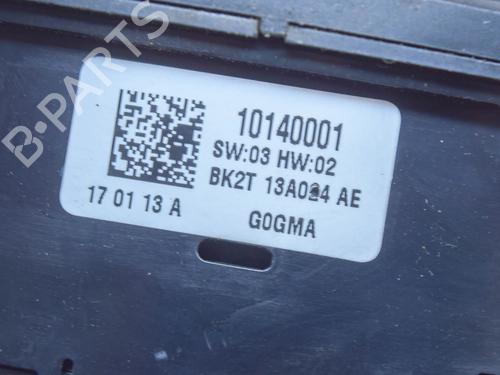 B-PARTS
10140001
SW:03 HW:02
BK2T 13A024 AE
17 01 13 A
G0GMA